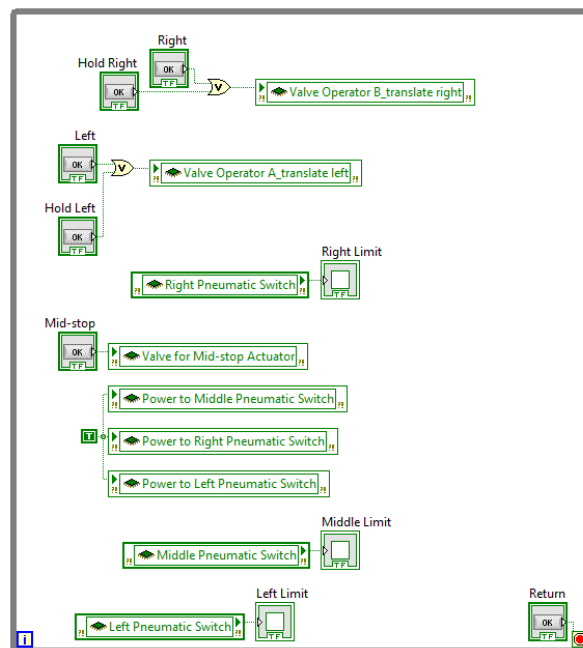 Right
OK
TF
Hold Right
OK
TF
V
?! Valve Operator B_translate right ?!
Left
OK
TF
V
?! Valve Operator A_translate left ?!
Hold Left
OK
TF
Right Limit
TF
?! Right Pneumatic Switch ?!
Mid-stop
OK
TF
?! Valve for Mid-stop Actuator ?!
?! Power to Middle Pneumatic Switch ?!
T
?! Power to Right Pneumatic Switch ?!
?! Power to Left Pneumatic Switch ?!
Middle Limit
TF
?! Middle Pneumatic Switch ?!
Left Limit
TF
?! Left Pneumatic Switch ?!
Return
OK
TF
i